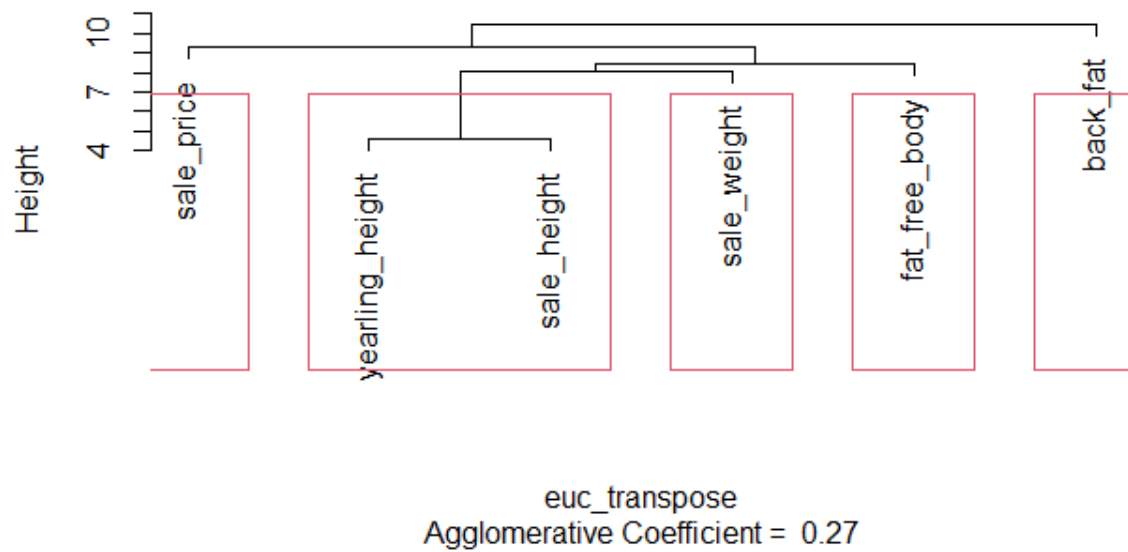 10
7
4
Height
sale_price
yearling_height
sale_height
sale_weight
fat_free_body
back_fat
euc_transpose
Agglomerative Coefficient = 0.27